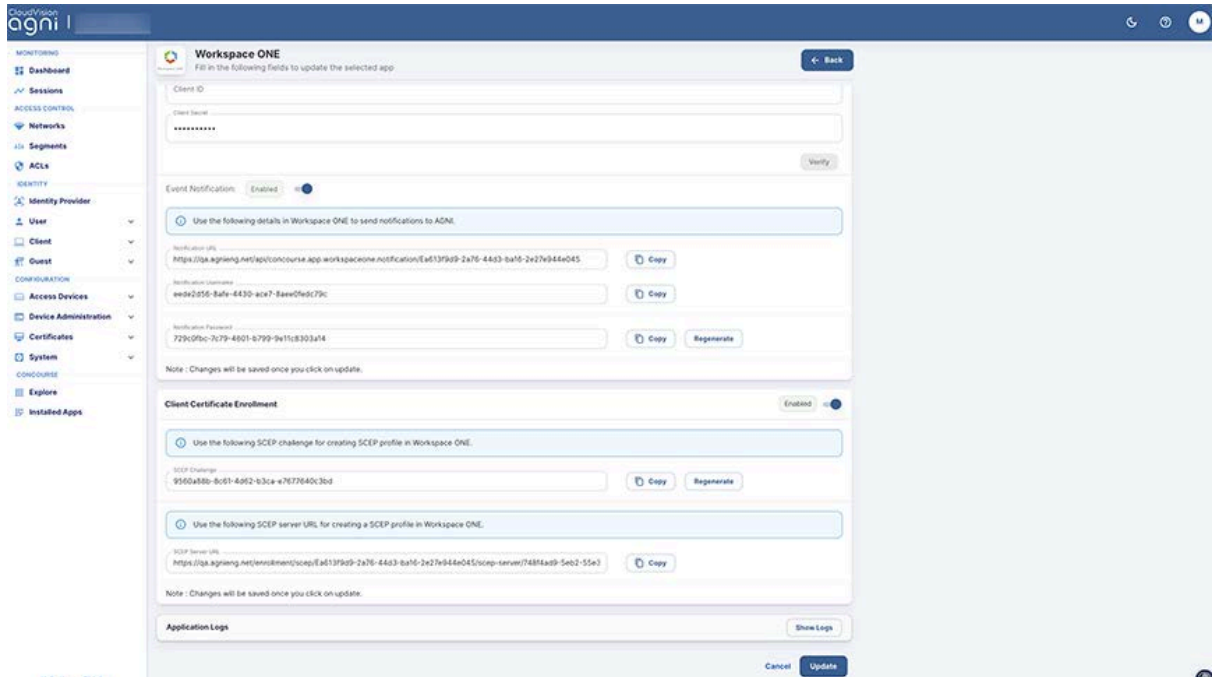 CloudVision
agni
M
MONITORING
Dashboard
Sessions
ACCESS CONTROL
Networks
Segments
ACLs
IDENTITY
Identity Provider
User
Client
Guest
CONFIGURATION
Access Devices
Device Administration
Certificates
System
CONCOURSE
Explore
Installed Apps
Workspace ONE
Fill in the following fields to update the selected app
Back
Client ID
Client Secret
••••••••••
Verify
Event Notification: Enabled
Use the following details in Workspace ONE to send notifications to AGNI.
Notification URL
https://qa.agnieng.net/api/concourse.app.workspaceone.notification/Ea613f9d9-2a76-44d3-ba16-2e27e944e045
Copy
Notification Username
eede2d56-8afe-4430-ace7-8aee0fedc79c
Copy
Notification Password
729c0fbc-7c79-4601-b799-9e11c8303a14
Copy
Regenerate
Note : Changes will be saved once you click on update.
Client Certificate Enrollment
Enabled
Use the following SCEP challenge for creating SCEP profile in Workspace ONE.
SCEP Challenge
9560a88b-8c61-4d62-b3ca-e7677640c3bd
Copy
Regenerate
Use the following SCEP server URL for creating a SCEP profile in Workspace ONE.
SCEP Server URL
https://qa.agnieng.net/enrollment/scep/Ea613f9d9-2a76-44d3-ba16-2e27e944e045/scep-server/748f4ad9-5eb2-55e3
Copy
Note : Changes will be saved once you click on update.
Application Logs
Show Logs
Cancel
Update